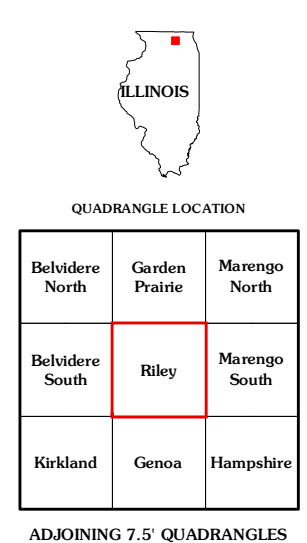 ILLINOIS
QUADRANGLE LOCATION
Belvidere
North
Garden
Prairie
Marengo
North
Belvidere
South
Riley
Marengo
South
Kirkland
Genoa
Hampshire
ADJOINING 7.5' QUADRANGLES